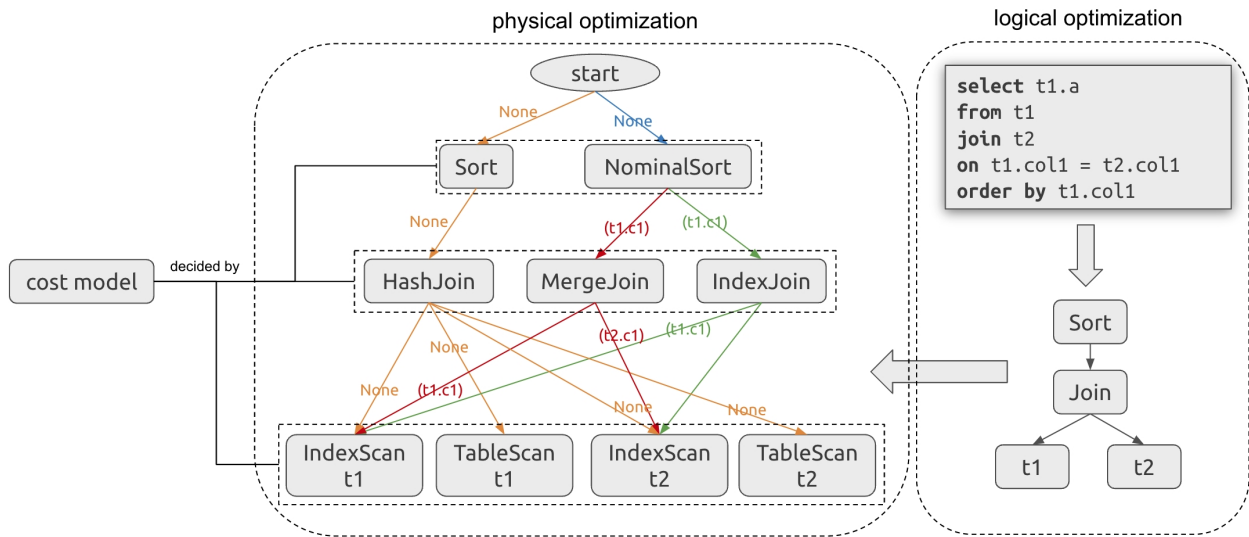 physical optimization
logical optimization
start
None
None
Sort
NominalSort
None
(t1.c1)
(t1.c1)
cost model
decided by
HashJoin
MergeJoin
IndexJoin
None
(t2.c1)
(t1.c1)
None
(t1.c1)
None
None
IndexScan
t1
TableScan
t1
IndexScan
t2
TableScan
t2
select t1.a
from t1
join t2
on t1.col1 = t2.col1
order by t1.col1
Sort
Join
t1
t2